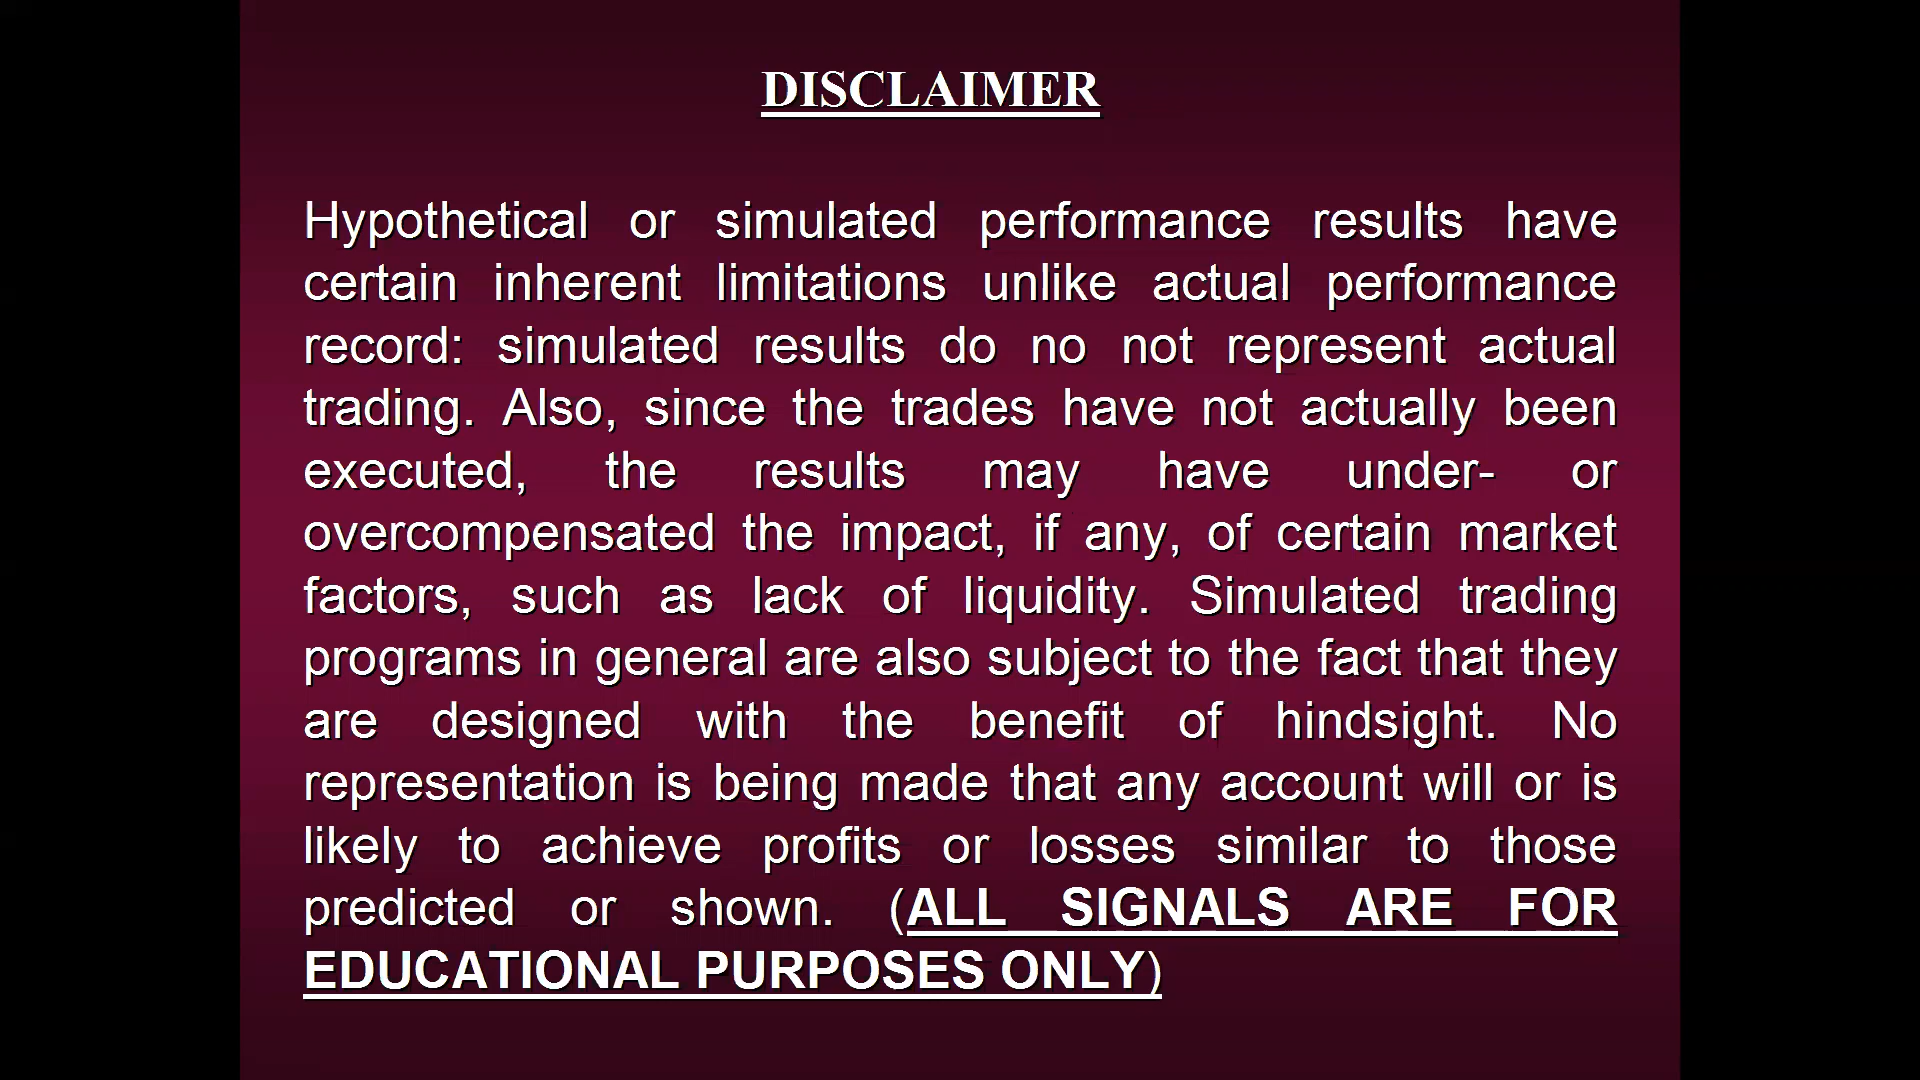 DISCLAIMER
Hypothetical or simulated performance results have
certain inherent limitations unlike actual performance
record: simulated results do no not represent actual
trading. Also, since the trades have not actually been
executed, the results may have under- or
overcompensated the impact, if any, of certain market
factors, such as lack of liquidity. Simulated trading
programs in general are also subject to the fact that they
are designed with the benefit of hindsight. No
representation is being made that any account will or is
likely to achieve profits or losses similar to those
predicted or shown. (ALL SIGNALS ARE FOR
EDUCATIONAL PURPOSES ONLY)